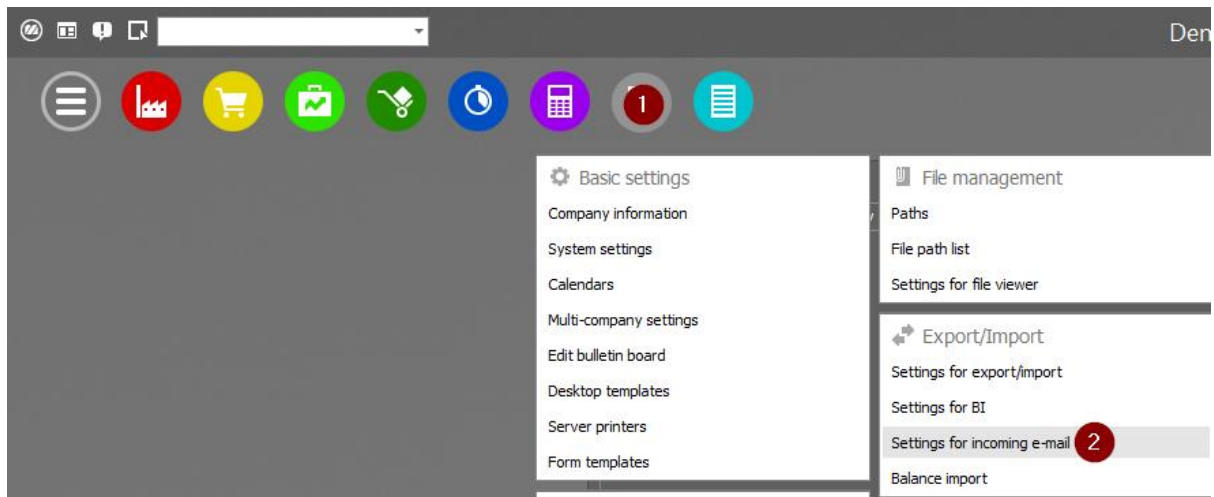 Den
1
Basic settings
Company information
System settings
Calendars
Multi-company settings
Edit bulletin board
Desktop templates
Server printers
Form templates
File management
Paths
File path list
Settings for file viewer
Export/Import
Settings for export/import
Settings for BI
Settings for incoming e-mail 2
Balance import